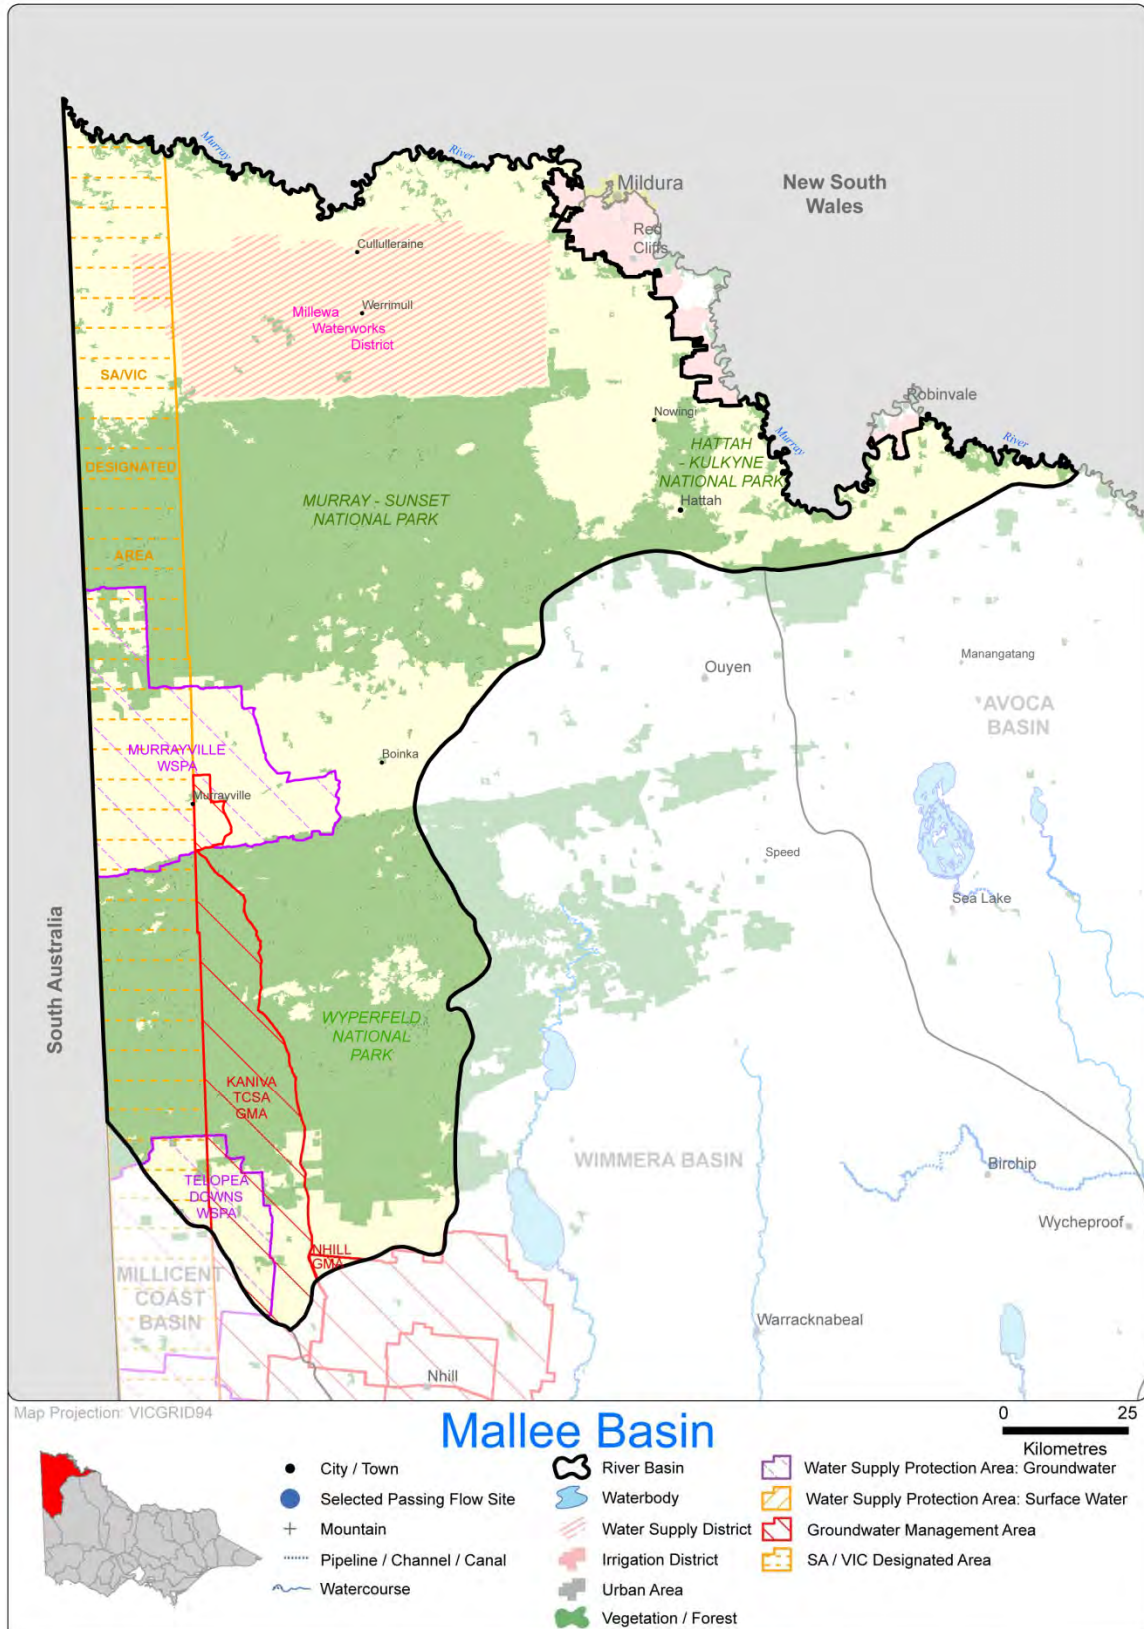 Murray
River
Mildura
New South
Wales
Red
Cliffs
Cullulleraine
Werrimull
Millewa
Waterworks
District
SA/VIC
Robinvale
Nowingi
Murray
River
HATTAH
- KULKYNE
NATIONAL PARK
DESIGNATED
MURRAY - SUNSET
NATIONAL PARK
Hattah
AREA
Ouyen
Manangatang
AVOCA
BASIN
MURRAYVILLE
WSPA
Boinka
Murrayville
Speed
Sea Lake
South Australia
WYPERFELD
NATIONAL
PARK
KANIVA
TCSA
GMA
WIMMERA BASIN
Birchip
TELOPEA
DOWNS
WSPA
Wycheproof
NHILL
GMA
MILLICENT
COAST
BASIN
Warracknabeal
Nhill
Map Projection: VICGRID94
Mallee Basin
0 25
Kilometres
City / Town
Selected Passing Flow Site
Mountain
Pipeline / Channel / Canal
Watercourse
River Basin
Waterbody
Water Supply District
Irrigation District
Urban Area
Vegetation / Forest
Water Supply Protection Area: Groundwater
Water Supply Protection Area: Surface Water
Groundwater Management Area
SA / VIC Designated Area